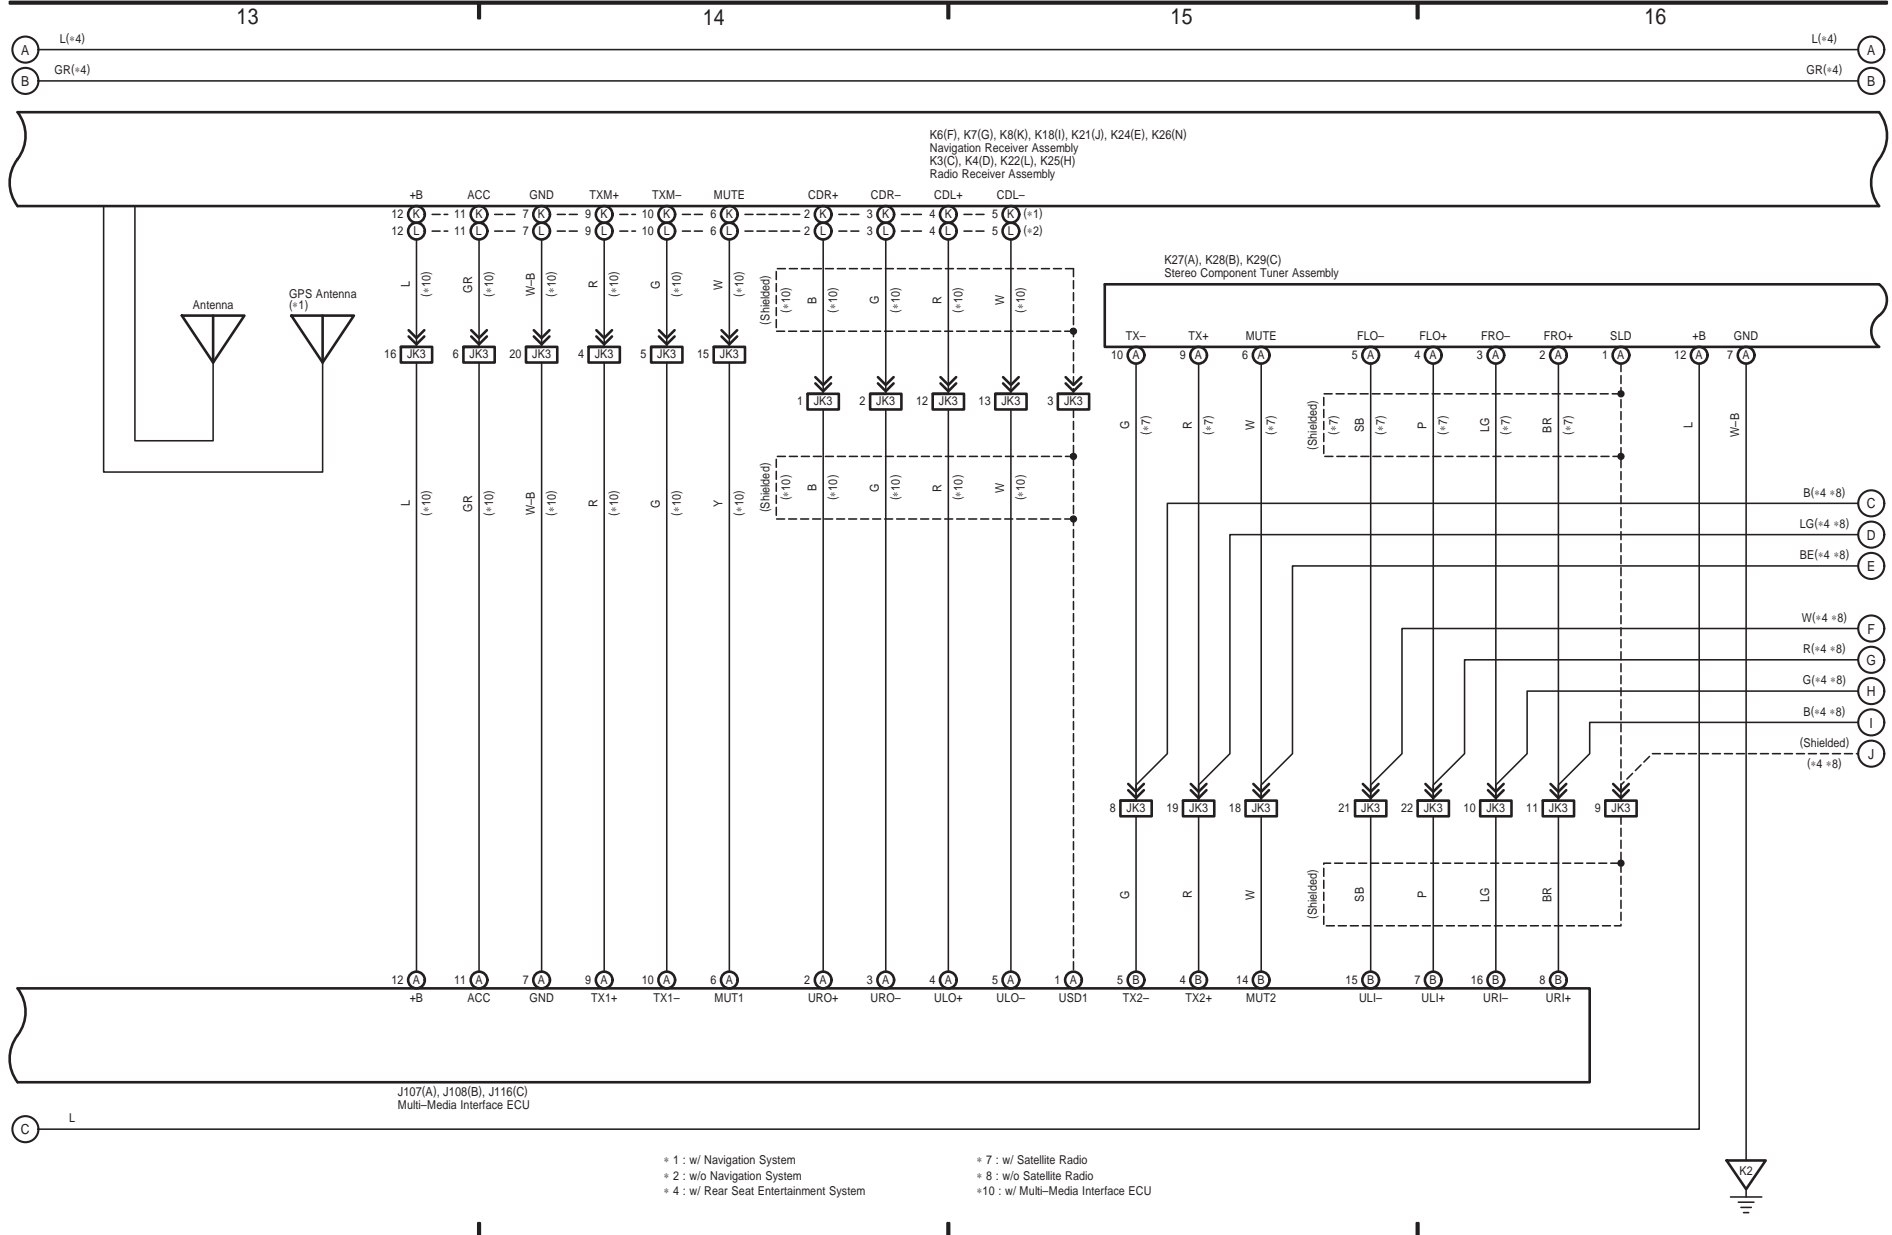 13 14 15 16
A L(*4) L(*4) A
B GR(*4) GR(*4) B
K6(F), K7(G), K8(K), K18(I), K21(J), K24(E), K26(N)
Navigation Receiver Assembly
K3(C), K4(D), K22(L), K25(H)
Radio Receiver Assembly
+B ACC GND TXM+ TXM– MUTE CDR+ CDR– CDL+ CDL–
12 K 11 K 7 K 9 K 10 K 6 K 2 K 3 K 4 K 5 K (*1)
12 L 11 L 7 L 9 L 10 L 6 L 2 L 3 L 4 L 5 L (*2)
K27(A), K28(B), K29(C)
Stereo Component Tuner Assembly
L (*10) GR (*10) W–B (*10) R (*10) G (*10) W (*10) (Shielded) (*10) B (*10) G (*10) R (*10) W (*10)
Antenna
GPS Antenna
(*1)
TX– TX+ MUTE FLO– FLO+ FRO– FRO+ SLD +B GND
10 A 9 A 6 A 5 A 4 A 3 A 2 A 1 A 12 A 7 A
16 JK3 6 JK3 20 JK3 4 JK3 5 JK3 15 JK3
1 JK3 2 JK3 12 JK3 13 JK3 3 JK3
G (*7) R (*7) W (*7) (Shielded) (*7) SB (*7) P (*7) LG (*7) BR (*7) L W–B
L (*10) GR (*10) W–B (*10) R (*10) G (*10) Y (*10) (Shielded) (*10) B (*10) G (*10) R (*10) W (*10)
B(*4 *8) C
LG(*4 *8) D
BE(*4 *8) E
W(*4 *8) F
R(*4 *8) G
G(*4 *8) H
B(*4 *8) I
(Shielded) J
(*4 *8)
8 JK3 19 JK3 18 JK3 21 JK3 22 JK3 10 JK3 11 JK3 9 JK3
G R W (Shielded) SB P LG BR
12 A 11 A 7 A 9 A 10 A 6 A 2 A 3 A 4 A 5 A 1 A 5 B 4 B 14 B 15 B 7 B 16 B 8 B
+B ACC GND TX1+ TX1– MUT1 URO+ URO– ULO+ ULO– USD1 TX2– TX2+ MUT2 ULI– ULI+ URI– URI+
J107(A), J108(B), J116(C)
Multi–Media Interface ECU
C L
* 1 : w/ Navigation System
* 2 : w/o Navigation System
* 4 : w/ Rear Seat Entertainment System
* 7 : w/ Satellite Radio
* 8 : w/o Satellite Radio
*10 : w/ Multi–Media Interface ECU
K2